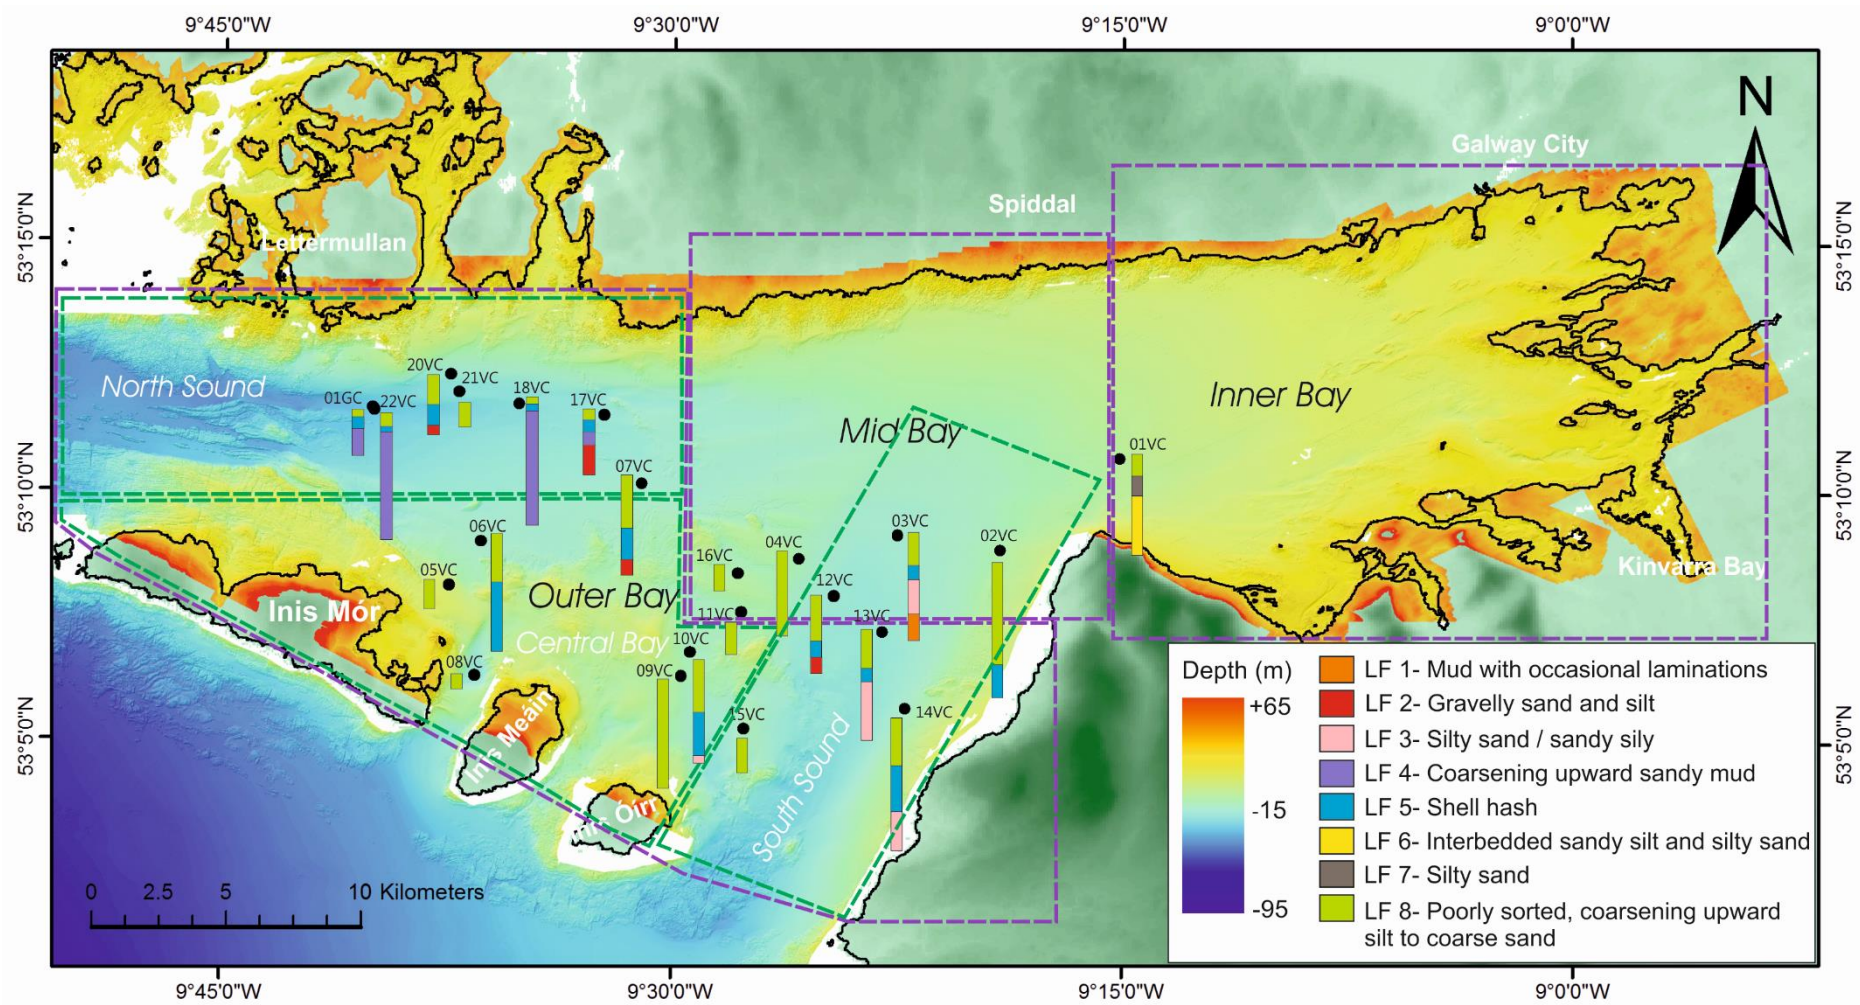 9°45'0"W
9°30'0"W
9°15'0"W
9°0'0"W
N
Galway City
Spiddal
53°15'0"N
Lettermullan
53°15'0"N
North Sound
20VC
21VC
01GC
22VC
18VC
17VC
Mid Bay
Inner Bay
01VC
07VC
53°10'0"N
53°10'0"N
06VC
03VC
02VC
04VC
16VC
12VC
05VC
Kinvarra Bay
Inis Mór
Outer Bay
11VC
13VC
Central Bay
10VC
09VC
08VC
15VC
14VC
53°5'0"N
53°5'0"N
Inis Meáin
Inis Óirr
South Sound
Depth (m)
+65
-15
-95
LF 1- Mud with occasional laminations
LF 2- Gravelly sand and silt
LF 3- Silty sand / sandy sily
LF 4- Coarsening upward sandy mud
LF 5- Shell hash
LF 6- Interbedded sandy silt and silty sand
LF 7- Silty sand
LF 8- Poorly sorted, coarsening upward
silt to coarse sand
0 2.5 5 10 Kilometers
9°45'0"W
9°30'0"W
9°15'0"W
9°0'0"W